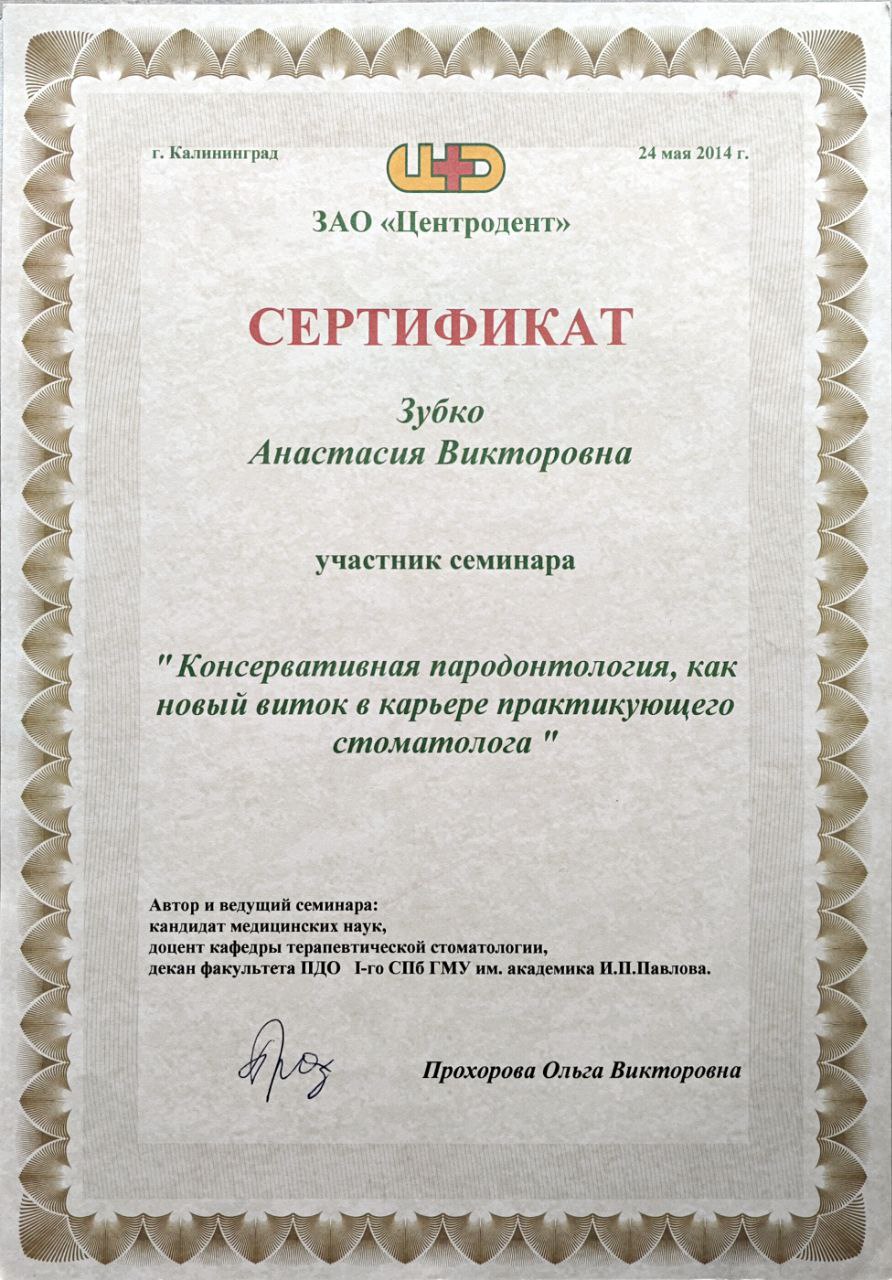 г. Калининград
24 мая 2014 г.
ЦD
ЗАО «Центродент»
СЕРТИФИКАТ
Зубко
Анастасия Викторовна
участник семинара
"Консервативная пародонтология, как
новый виток в карьере практикующего
стоматолога "
Автор и ведущий семинара:
кандидат медицинских наук,
доцент кафедры терапевтической стоматологии,
декан факультета ПДО I-го СПб ГМУ им. академика И.П.Павлова.
Прох
Прохорова Ольга Викторовна